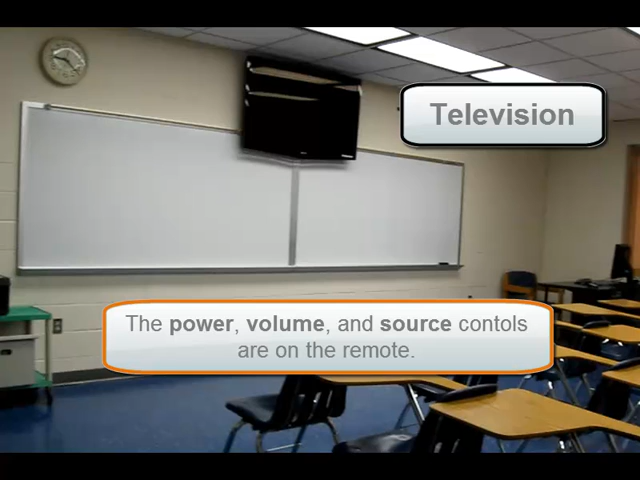 Television
The power, volume, and source contols
are on the remote.